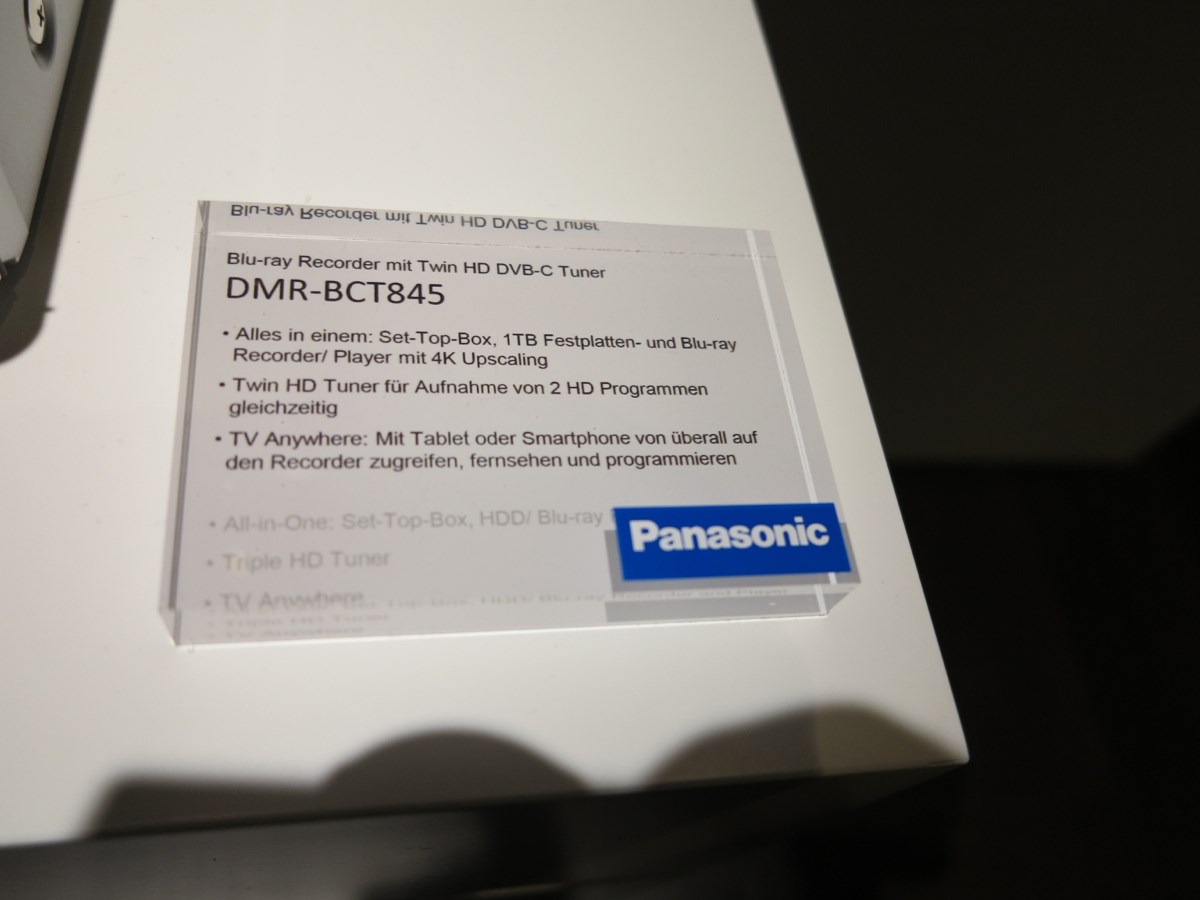 Blu-ray Recorder mit Twin HD DVB-C Tuner
Blu-ray Recorder mit Twin HD DVB-C Tuner
DMR-BCT845
• Alles in einem: Set-Top-Box, 1TB Festplatten- und Blu-ray
Recorder/ Player mit 4K Upscaling
• Twin HD Tuner für Aufnahme von 2 HD Programmen
gleichzeitig
• TV Anywhere: Mit Tablet oder Smartphone von überall auf
den Recorder zugreifen, fernsehen und programmieren
• All-in-One: Set-Top-Box, HDD/ Blu-ray
Panasonic
• Triple HD Tuner
• TV Anywhere